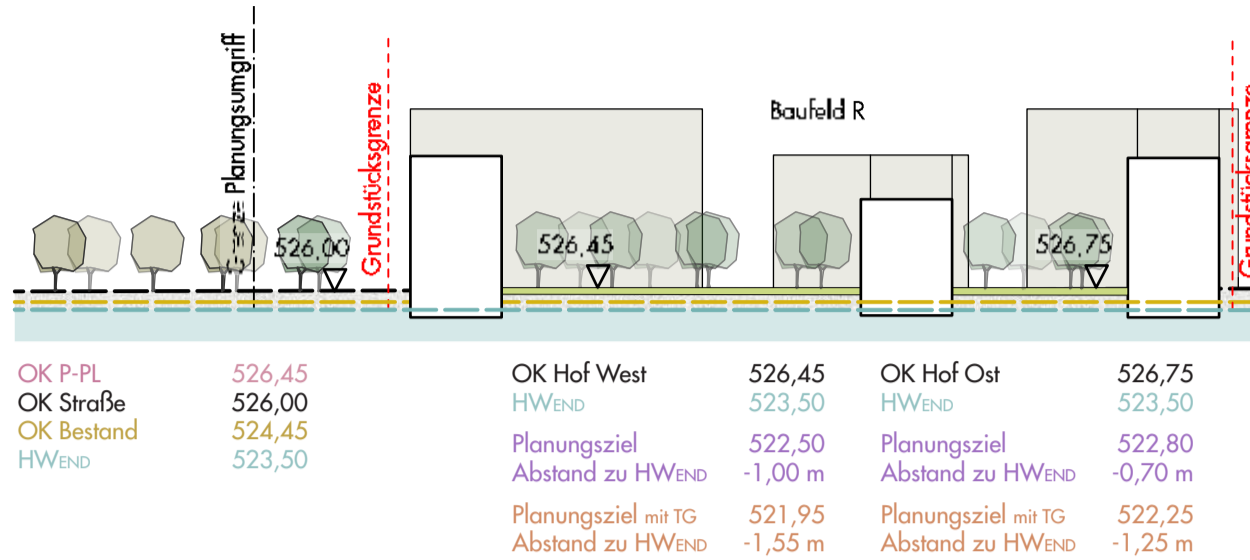 Planungsumgriff
Grundstücksgrenze
Baufeld R
Grundstücksgrenze
526,00
526,45
526,75
OK P-PL 526,45
OK Straße 526,00
OK Bestand 524,45
HWEND 523,50
OK Hof West 526,45
HWEND 523,50
Planungsziel 522,50
Abstand zu HWEND -1,00 m
Planungsziel mit TG 521,95
Abstand zu HWEND -1,55 m
OK Hof Ost 526,75
HWEND 523,50
Planungsziel 522,80
Abstand zu HWEND -0,70 m
Planungsziel mit TG 522,25
Abstand zu HWEND -1,25 m